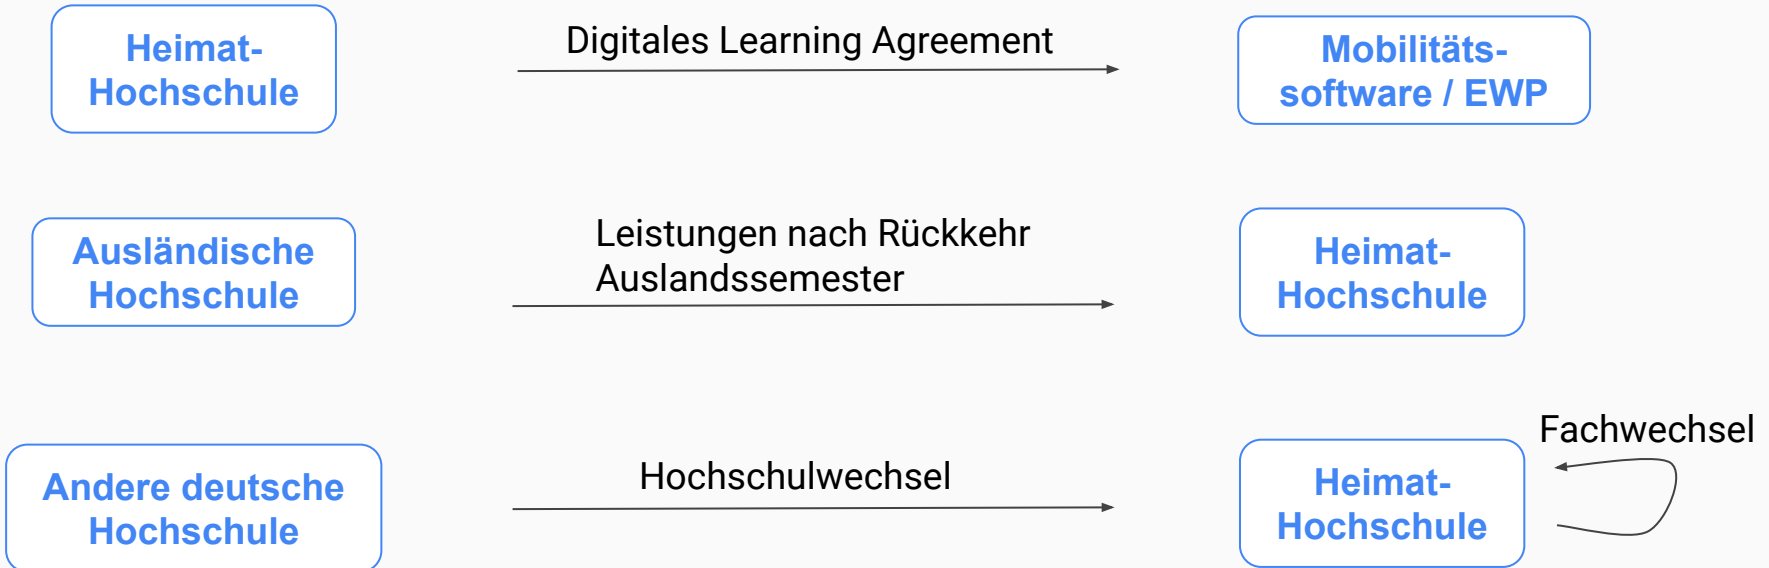 Heimat-
Hochschule
Digitales Learning Agreement
Mobilitäts-
software / EWP
Ausländische
Hochschule
Leistungen nach Rückkehr
Auslandssemester
Heimat-
Hochschule
Andere deutsche
Hochschule
Hochschulwechsel
Heimat-
Hochschule
Fachwechsel